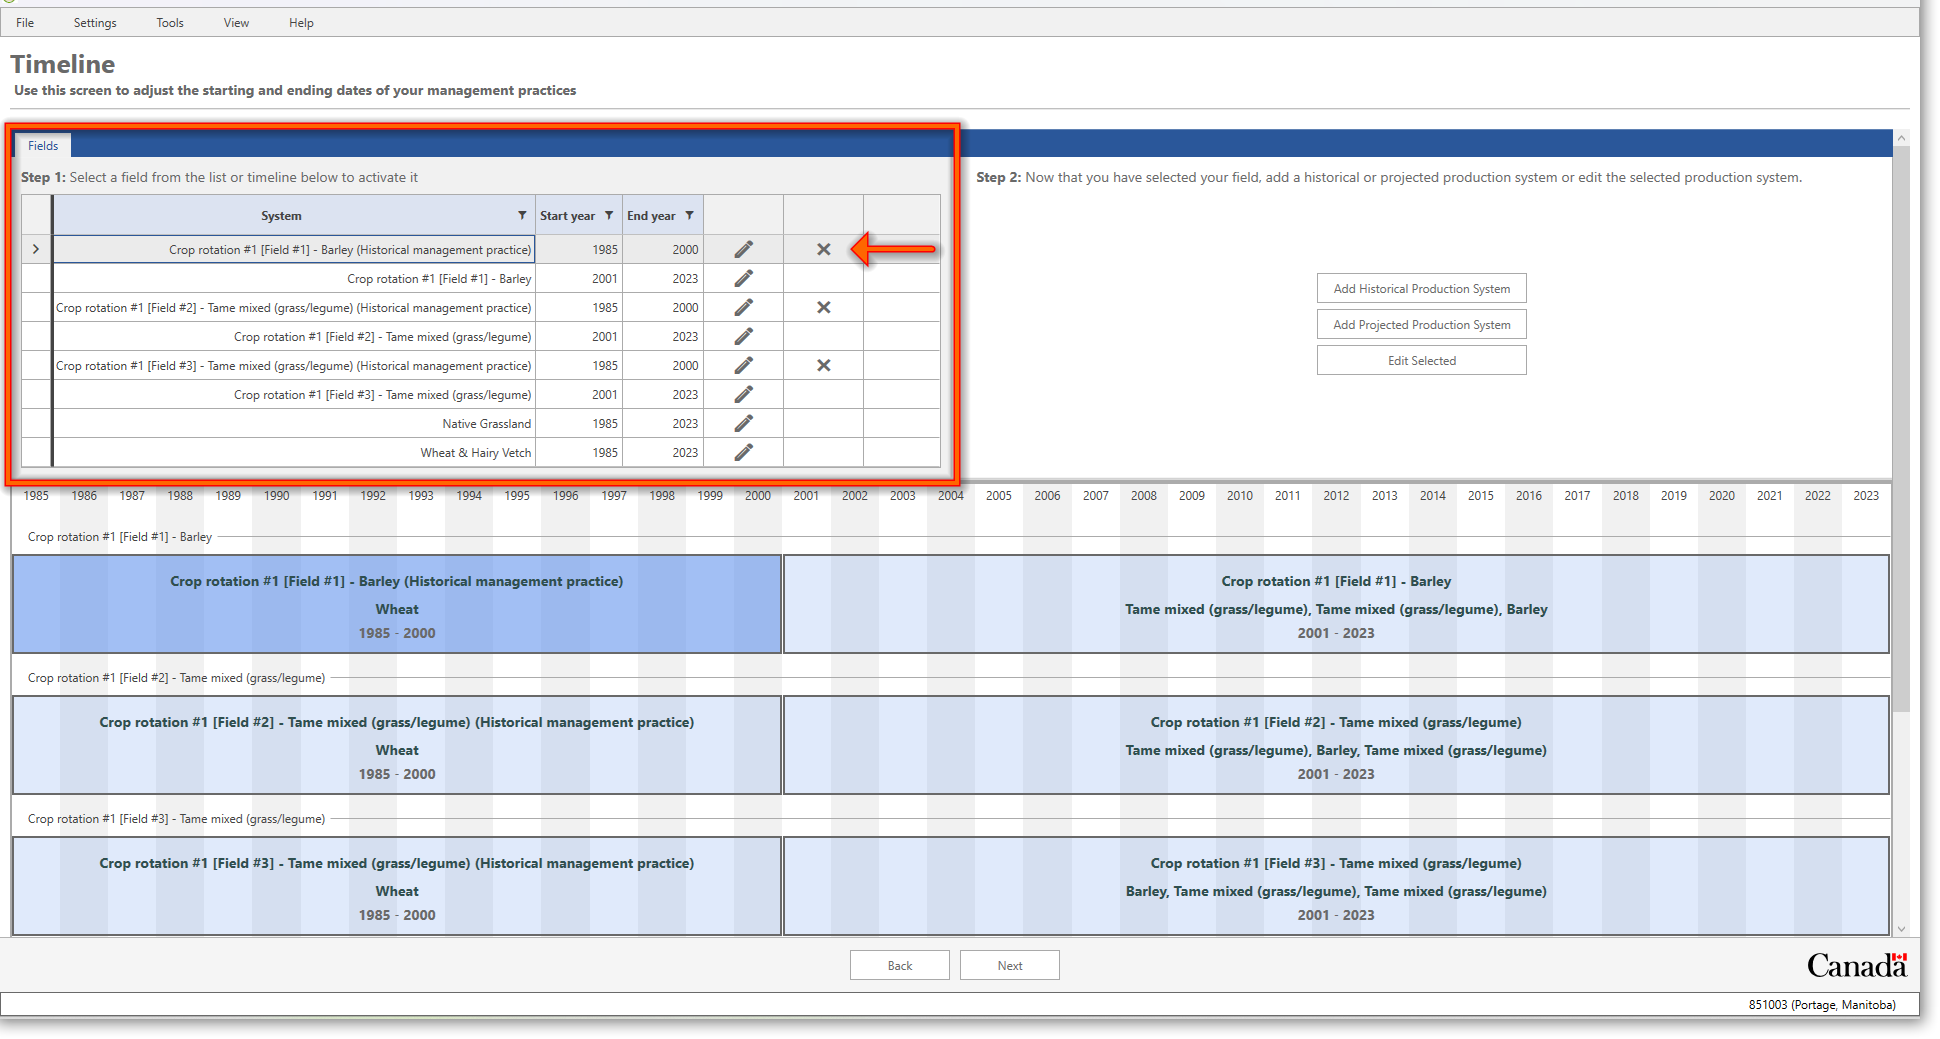 File Settings Tools View Help
Timeline
Use this screen to adjust the starting and ending dates of your management practices
Fields
Step 1: Select a field from the list or timeline below to activate it
Step 2: Now that you have selected your field, add a historical or projected production system or edit the selected production system.
System Start year End year
Crop rotation #1 [Field #1] - Barley (Historical management practice) 1985 2000
Crop rotation #1 [Field #1] - Barley 2001 2023
Crop rotation #1 [Field #2] - Tame mixed (grass/legume) (Historical management practice) 1985 2000
Crop rotation #1 [Field #2] - Tame mixed (grass/legume) 2001 2023
Crop rotation #1 [Field #3] - Tame mixed (grass/legume) (Historical management practice) 1985 2000
Crop rotation #1 [Field #3] - Tame mixed (grass/legume) 2001 2023
Native Grassland 1985 2023
Wheat & Hairy Vetch 1985 2023
Add Historical Production System
Add Projected Production System
Edit Selected
1985 1986 1987 1988 1989 1990 1991 1992 1993 1994 1995 1996 1997 1998 1999 2000 2001 2002 2003 2004 2005 2006 2007 2008 2009 2010 2011 2012 2013 2014 2015 2016 2017 2018 2019 2020 2021 2022 2023
Crop rotation #1 [Field #1] - Barley
Crop rotation #1 [Field #1] - Barley (Historical management practice)
Wheat
1985 - 2000
Crop rotation #1 [Field #1] - Barley
Tame mixed (grass/legume), Tame mixed (grass/legume), Barley
2001 - 2023
Crop rotation #1 [Field #2] - Tame mixed (grass/legume)
Crop rotation #1 [Field #2] - Tame mixed (grass/legume) (Historical management practice)
Wheat
1985 - 2000
Crop rotation #1 [Field #2] - Tame mixed (grass/legume)
Tame mixed (grass/legume), Barley, Tame mixed (grass/legume)
2001 - 2023
Crop rotation #1 [Field #3] - Tame mixed (grass/legume)
Crop rotation #1 [Field #3] - Tame mixed (grass/legume) (Historical management practice)
Wheat
1985 - 2000
Crop rotation #1 [Field #3] - Tame mixed (grass/legume)
Barley, Tame mixed (grass/legume), Tame mixed (grass/legume)
2001 - 2023
Back Next
Canada
851003 (Portage, Manitoba)